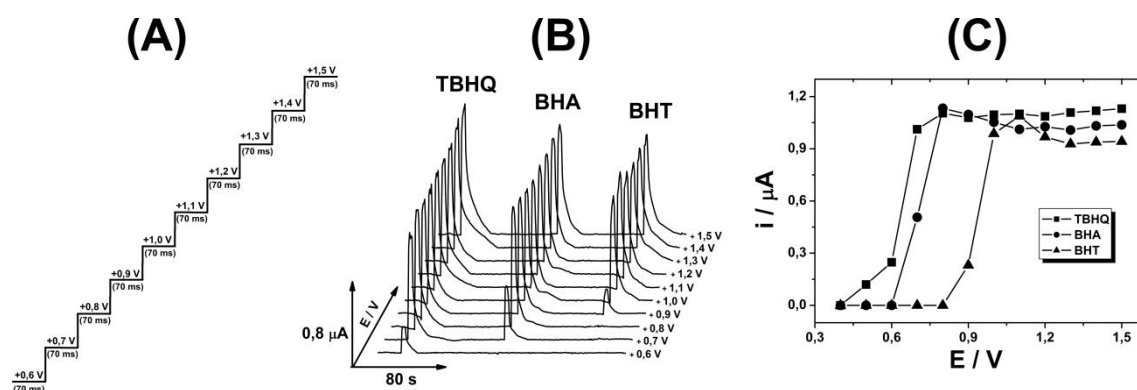 (A)
+1,5 V
(70 ms)
+1,4 V
(70 ms)
+1,3 V
(70 ms)
+1,2 V
(70 ms)
+1,1 V
(70 ms)
+1,0 V
(70 ms)
+0,9 V
(70 ms)
+0,8 V
(70 ms)
+0,7 V
(70 ms)
+0,6 V
(70 ms)
(B)
TBHQ
BHA
BHT
+ 1,5 V
+ 1,4 V
+ 1,3 V
+ 1,2 V
+ 1,1 V
+ 1,0 V
+ 0,9 V
+ 0,8 V
+ 0,7 V
+ 0,6 V
0,8 µA
E / V
80 s
(C)
1,2
0,9
0,6
0,3
0,0
i / µA
TBHQ
BHA
BHT
0,3
0,6
0,9
1,2
1,5
E / V